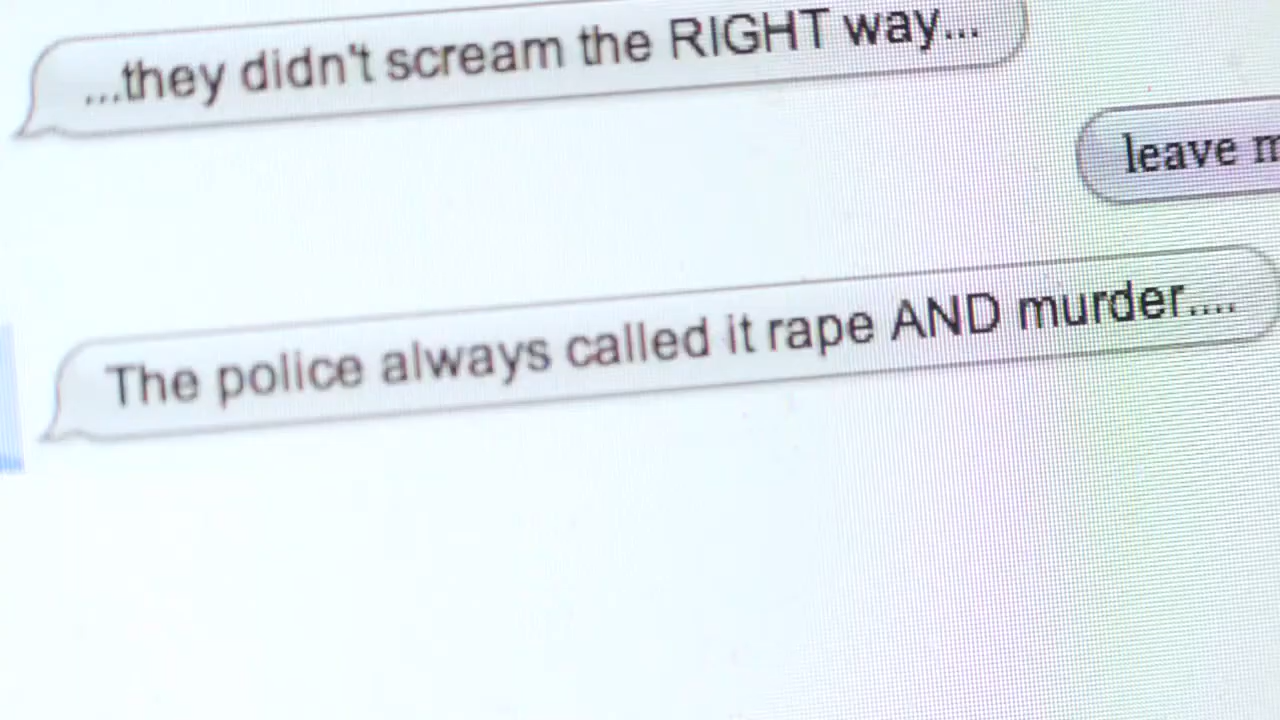 ...they didn't scream the RIGHT way...
leave
The police always called it rape AND murder....